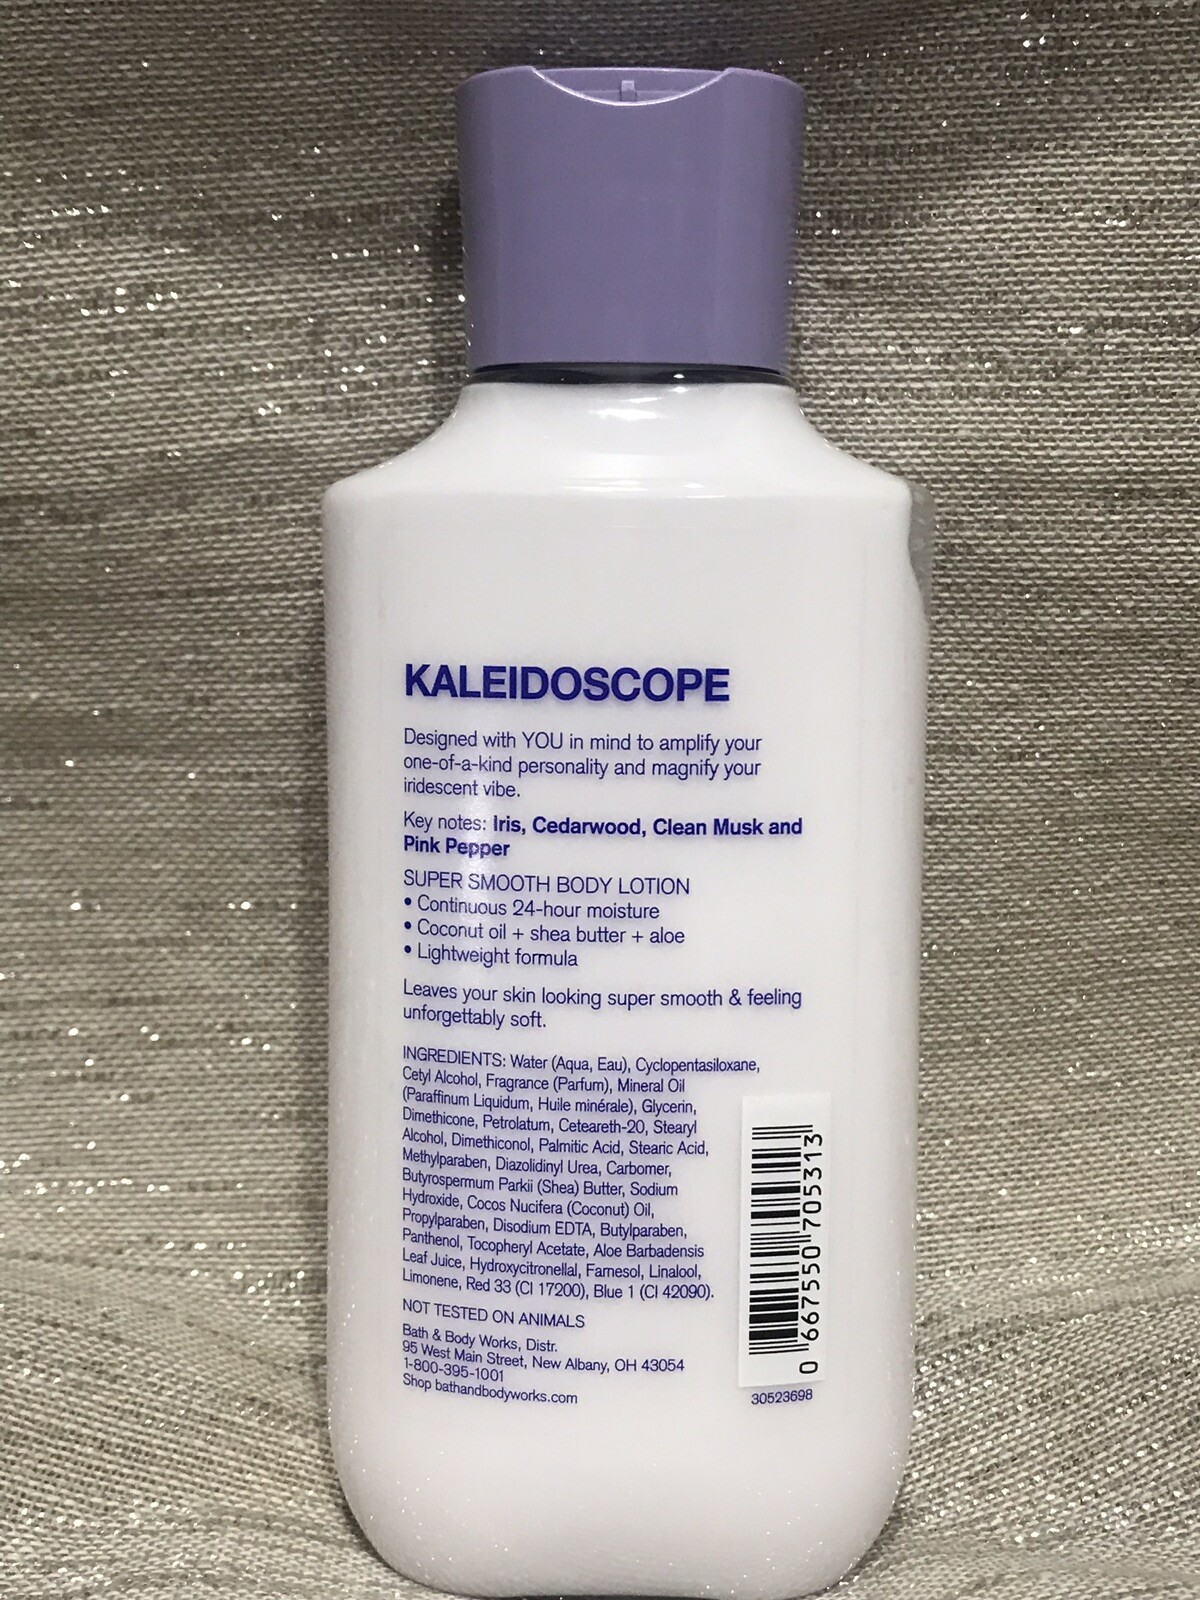 KALEIDOSCOPE
Designed with YOU in mind to amplify your
one-of-a-kind personality and magnify your
iridescent vibe.
Key notes: Iris, Cedarwood, Clean Musk and
Pink Pepper
SUPER SMOOTH BODY LOTION
• Continuous 24-hour moisture
• Coconut oil + shea butter + aloe
• Lightweight formula
Leaves your skin looking super smooth & feeling
unforgettably soft.
INGREDIENTS: Water (Aqua, Eau), Cyclopentasiloxane,
Cetyl Alcohol, Fragrance (Parfum), Mineral Oil
(Paraffinum Liquidum, Huile minérale), Glycerin,
Dimethicone, Petrolatum, Ceteareth-20, Stearyl
Alcohol, Dimethiconol, Palmitic Acid, Stearic Acid,
Methylparaben, Diazolidinyl Urea, Carbomer,
Butyrospermum Parkii (Shea) Butter, Sodium
Hydroxide, Cocos Nucifera (Coconut) Oil,
Propylparaben, Disodium EDTA, Butylparaben,
Panthenol, Tocopheryl Acetate, Aloe Barbadensis
Leaf Juice, Hydroxycitronellal, Farnesol, Linalool,
Limonene, Red 33 (CI 17200), Blue 1 (CI 42090).
NOT TESTED ON ANIMALS
Bath & Body Works, Distr.
95 West Main Street, New Albany, OH 43054
1-800-395-1001
Shop bathandbodyworks.com
0 667550 705313
30523698